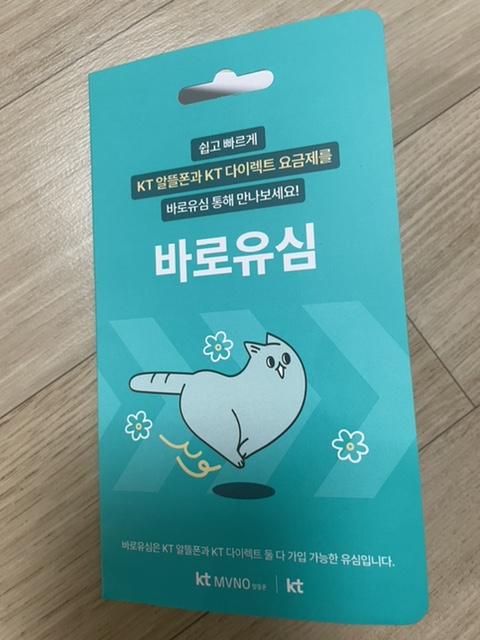 쉽고 빠르게
KT 알뜰폰과 KT 다이렉트 요금제를
바로유심 통해 만나보세요!
바로유심
바로유심은 KT 알뜰폰과 KT 다이렉트 둘 다 가입 가능한 유심입니다.
kt MVNO 알뜰폰 | kt